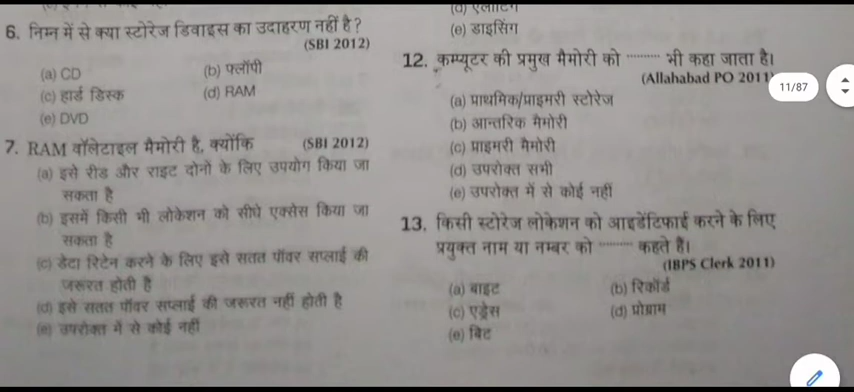 6. निम्न में से क्या स्टोरेज डिवाइस का उदाहरण नहीं है?
(SBI 2012)
(a) CD (b) फ्लॉपी
(c) हार्ड डिस्क (d) RAM
(e) DVD
7. RAM वॉलेटाइल मैमोरी है, क्योंकि (SBI 2012)
(a) इसे रीड और राइट दोनों के लिए उपयोग किया जा
सकता है
(b) इसमें किसी भी लोकेशन को सीधे एक्सेस किया जा
सकता है
(c) डेटा रिटेन करने के लिए इसे सतत पॉवर सप्लाई की
जरूरत होती है
(d) इसे सतत पॉवर सप्लाई की जरूरत नहीं होती है
(e) उपरोक्त में से कोई नहीं
(e) डाइसिंग
12. कम्प्यूटर की प्रमुख मैमोरी को ......... भी कहा जाता है।
(Allahabad PO 2011)
(a) प्राथमिक/प्राइमरी स्टोरेज
(b) आन्तरिक मैमोरी
(c) प्राइमरी मैमोरी
(d) उपरोक्त सभी
(e) उपरोक्त में से कोई नहीं
13. किसी स्टोरेज लोकेशन को आइडेंटिफाई करने के लिए
प्रयुक्त नाम या नम्बर को ......... कहते हैं।
(IBPS Clerk 2011)
(a) बाइट (b) रिकॉर्ड
(c) एड्रेस (d) प्रोग्राम
(e) बिट
11/87